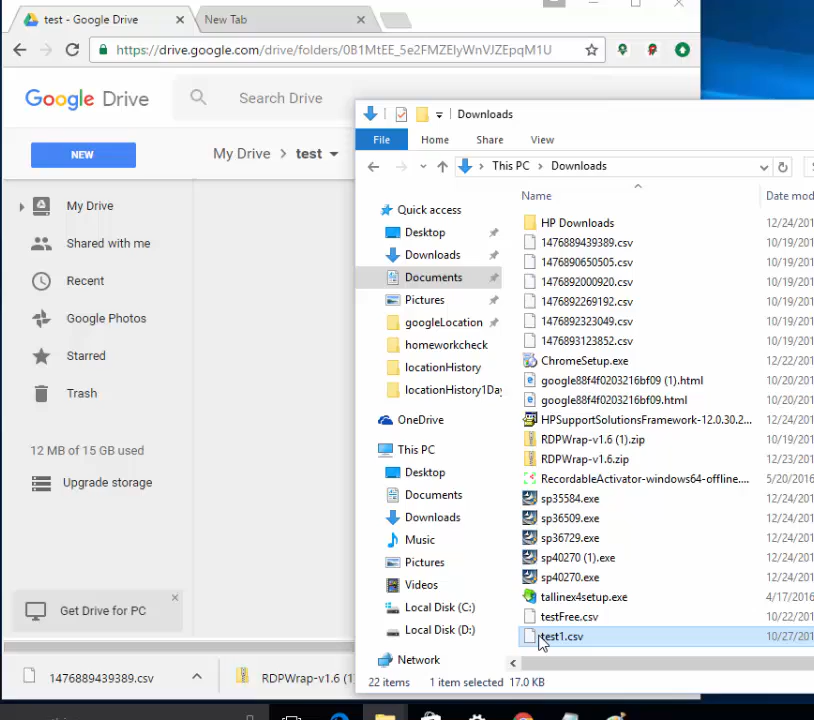 test - Google Drive
New Tab
https://drive.google.com/drive/folders/0B1MtEE_5e2FMZElyWnVJZEpqM1U
Google Drive
Search Drive
NEW
My Drive > test
My Drive
Shared with me
Recent
Google Photos
Starred
Trash
12 MB of 15 GB used
Upgrade storage
Get Drive for PC
1476889439389.csv
RDPWrap-v1.6 (1
Downloads
File
Home
Share
View
This PC > Downloads
Quick access
Desktop
Downloads
Documents
Pictures
googleLocation
homeworkcheck
locationHistory
locationHistory1Day
OneDrive
This PC
Desktop
Documents
Downloads
Music
Pictures
Videos
Local Disk (C:)
Local Disk (D:)
Network
Name
Date mod
HP Downloads 12/24/201
1476889439389.csv 10/19/201
1476890650505.csv 10/19/201
1476892000920.csv 10/19/201
1476892269192.csv 10/19/201
1476892323049.csv 10/19/201
1476893123852.csv 10/19/201
ChromeSetup.exe 12/22/201
google88f4f0203216bf09 (1).html 10/20/201
google88f4f0203216bf09.html 10/20/201
HPSupportSolutionsFramework-12.0.30.2... 12/24/201
RDPWrap-v1.6 (1).zip 10/19/201
RDPWrap-v1.6.zip 12/23/201
RecordableActivator-windows64-offline.... 5/20/2016
sp35584.exe 12/24/201
sp36509.exe 12/24/201
sp36729.exe 12/24/201
sp40270 (1).exe 12/24/201
sp40270.exe 12/24/201
tallinex4setup.exe 4/17/2016
testFree.csv 10/22/201
test1.csv 10/27/201
22 items 1 item selected 17.0 KB